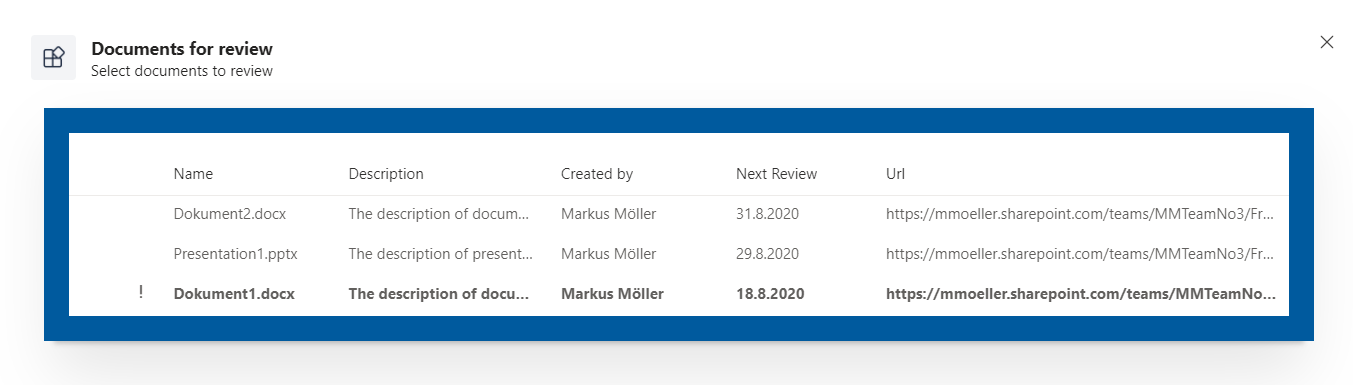 Documents for review
Select documents to review
Name Description Created by Next Review Url
Dokument2.docx The description of docum... Markus Möller 31.8.2020 https://mmoeller.sharepoint.com/teams/MMTeamNo3/Fr...
Presentation1.pptx The description of present... Markus Möller 29.8.2020 https://mmoeller.sharepoint.com/teams/MMTeamNo3/Fr...
! Dokument1.docx The description of docu... Markus Möller 18.8.2020 https://mmoeller.sharepoint.com/teams/MMTeamNo...